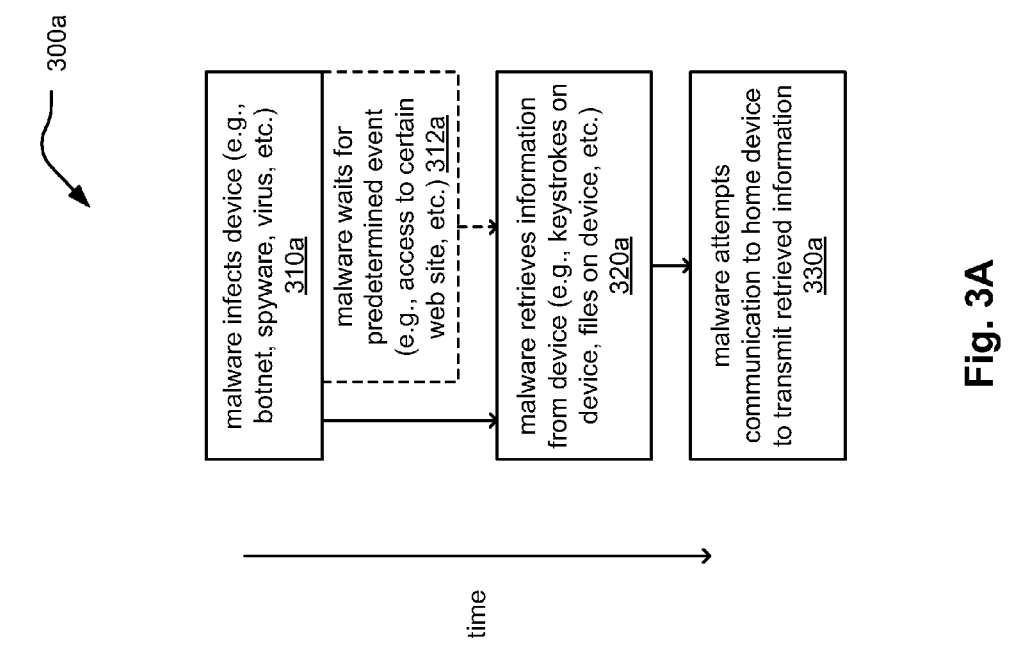 300a
malware infects device (e.g.,
botnet, spyware, virus, etc.)
310a
malware waits for
predetermined event
(e.g., access to certain
web site, etc.) 312a
malware retrieves information
from device (e.g., keystrokes on
device, files on device, etc.)
320a
malware attempts
communication to home device
to transmit retrieved information
330a
time
Fig. 3A